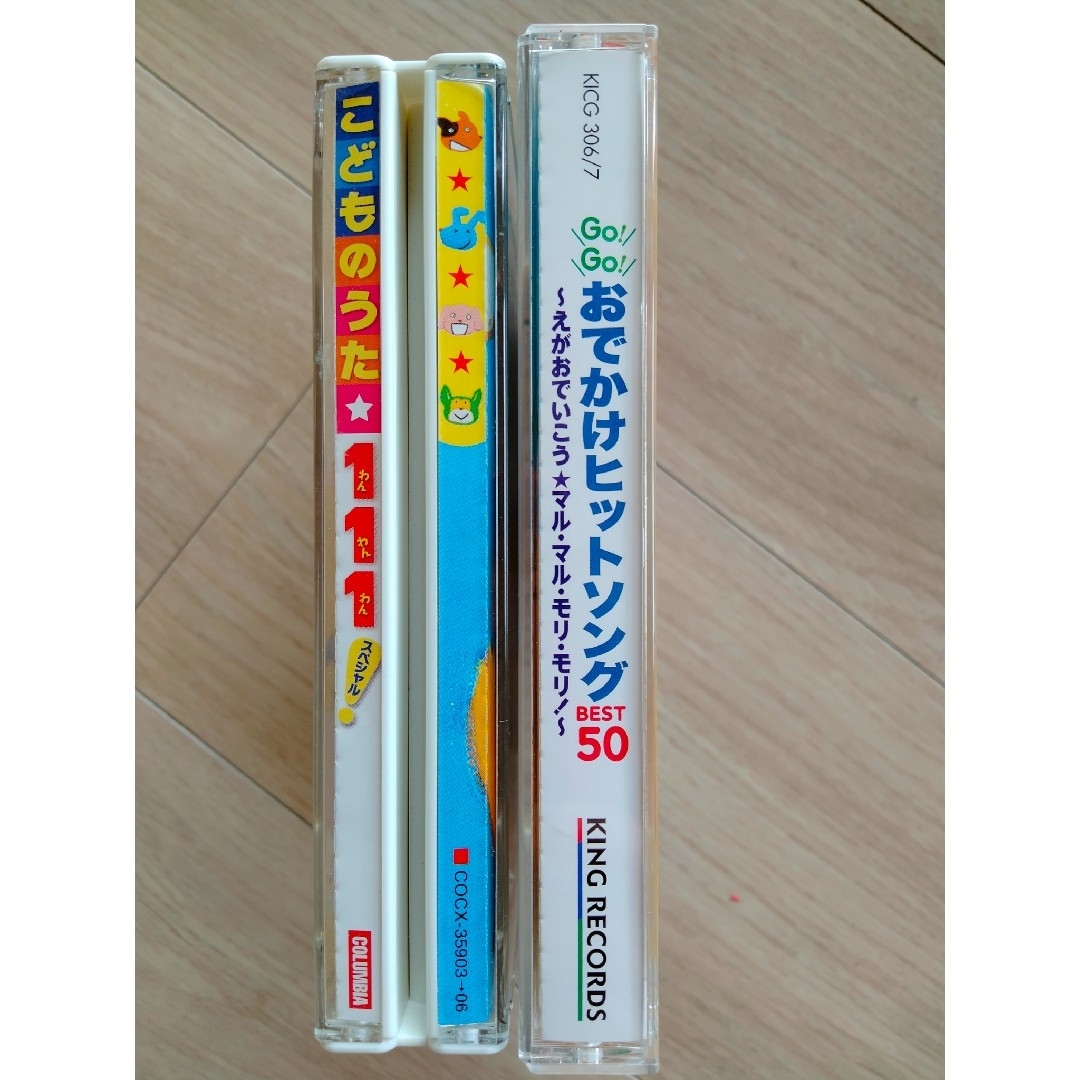 こどものうた★
1わん1わん1わん
スペシャル!
COLUMBIA
★★★
■COCX-35903→06
KICG 306/7
Go!
Go!
おでかけヒットソング
BEST
50
〜えがおでいこう★マル・マル・モリ・モリ!〜
KING RECORDS